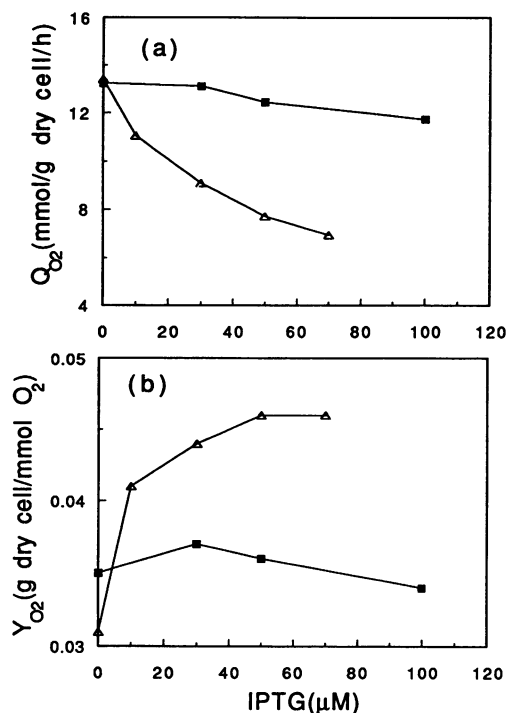 16
(a)
12
8
4
Q_O2(mmol/g dry cell/h)
0 20 40 60 80 100 120
0.05
(b)
0.04
0.03
Y_O2(g dry cell/mmol O2)
0 20 40 60 80 100 120
IPTG(μM)